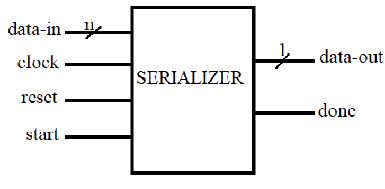 data-in
n
clock
reset
start
SERIALIZER
1
data-out
done